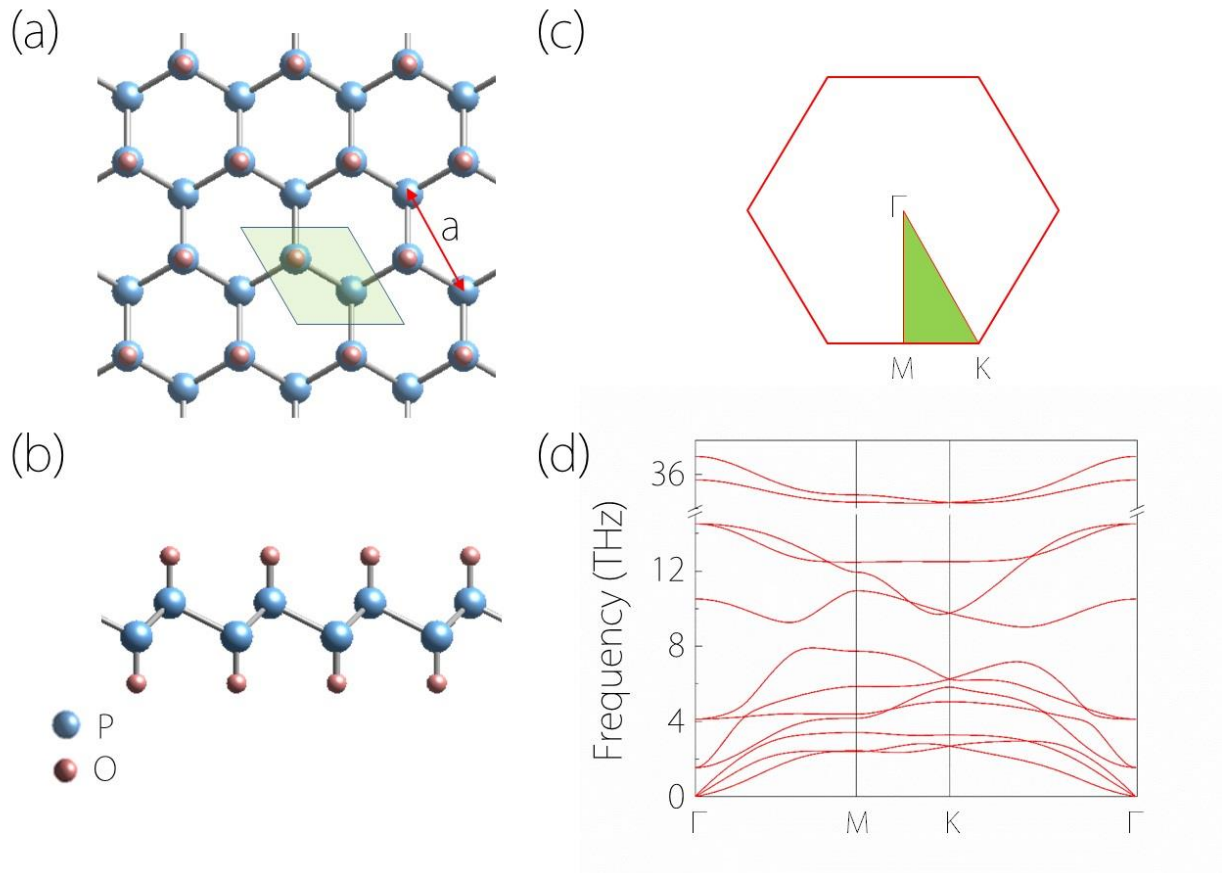 (a)
a
(b)
P
O
(c)
Γ
M K
(d)
Frequency (THz)
36
12
8
4
0
Γ M K Γ